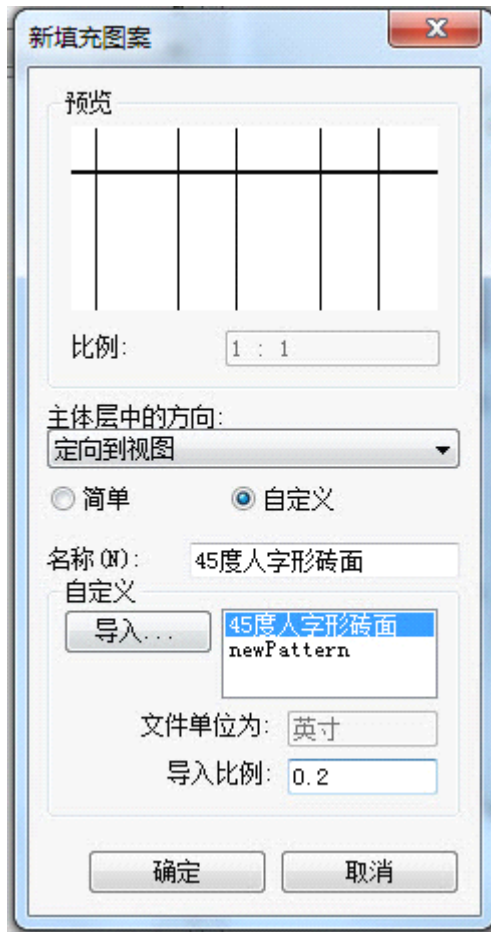 新填充图案
预览
比例: 1 : 1
主体层中的方向:
定向到视图
简单 自定义
名称(N): 45度人字形砖面
自定义
导入... 45度人字形砖面
newPattern
文件单位为: 英寸
导入比例: 0.2
确定 取消